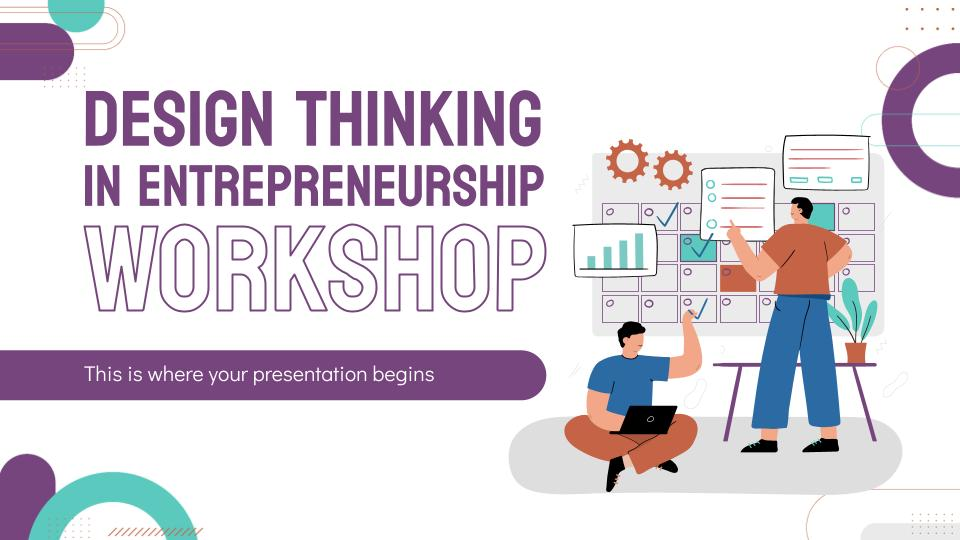 DESIGN THINKING
IN ENTREPRENEURSHIP
WORKSHOP
This is where your presentation begins